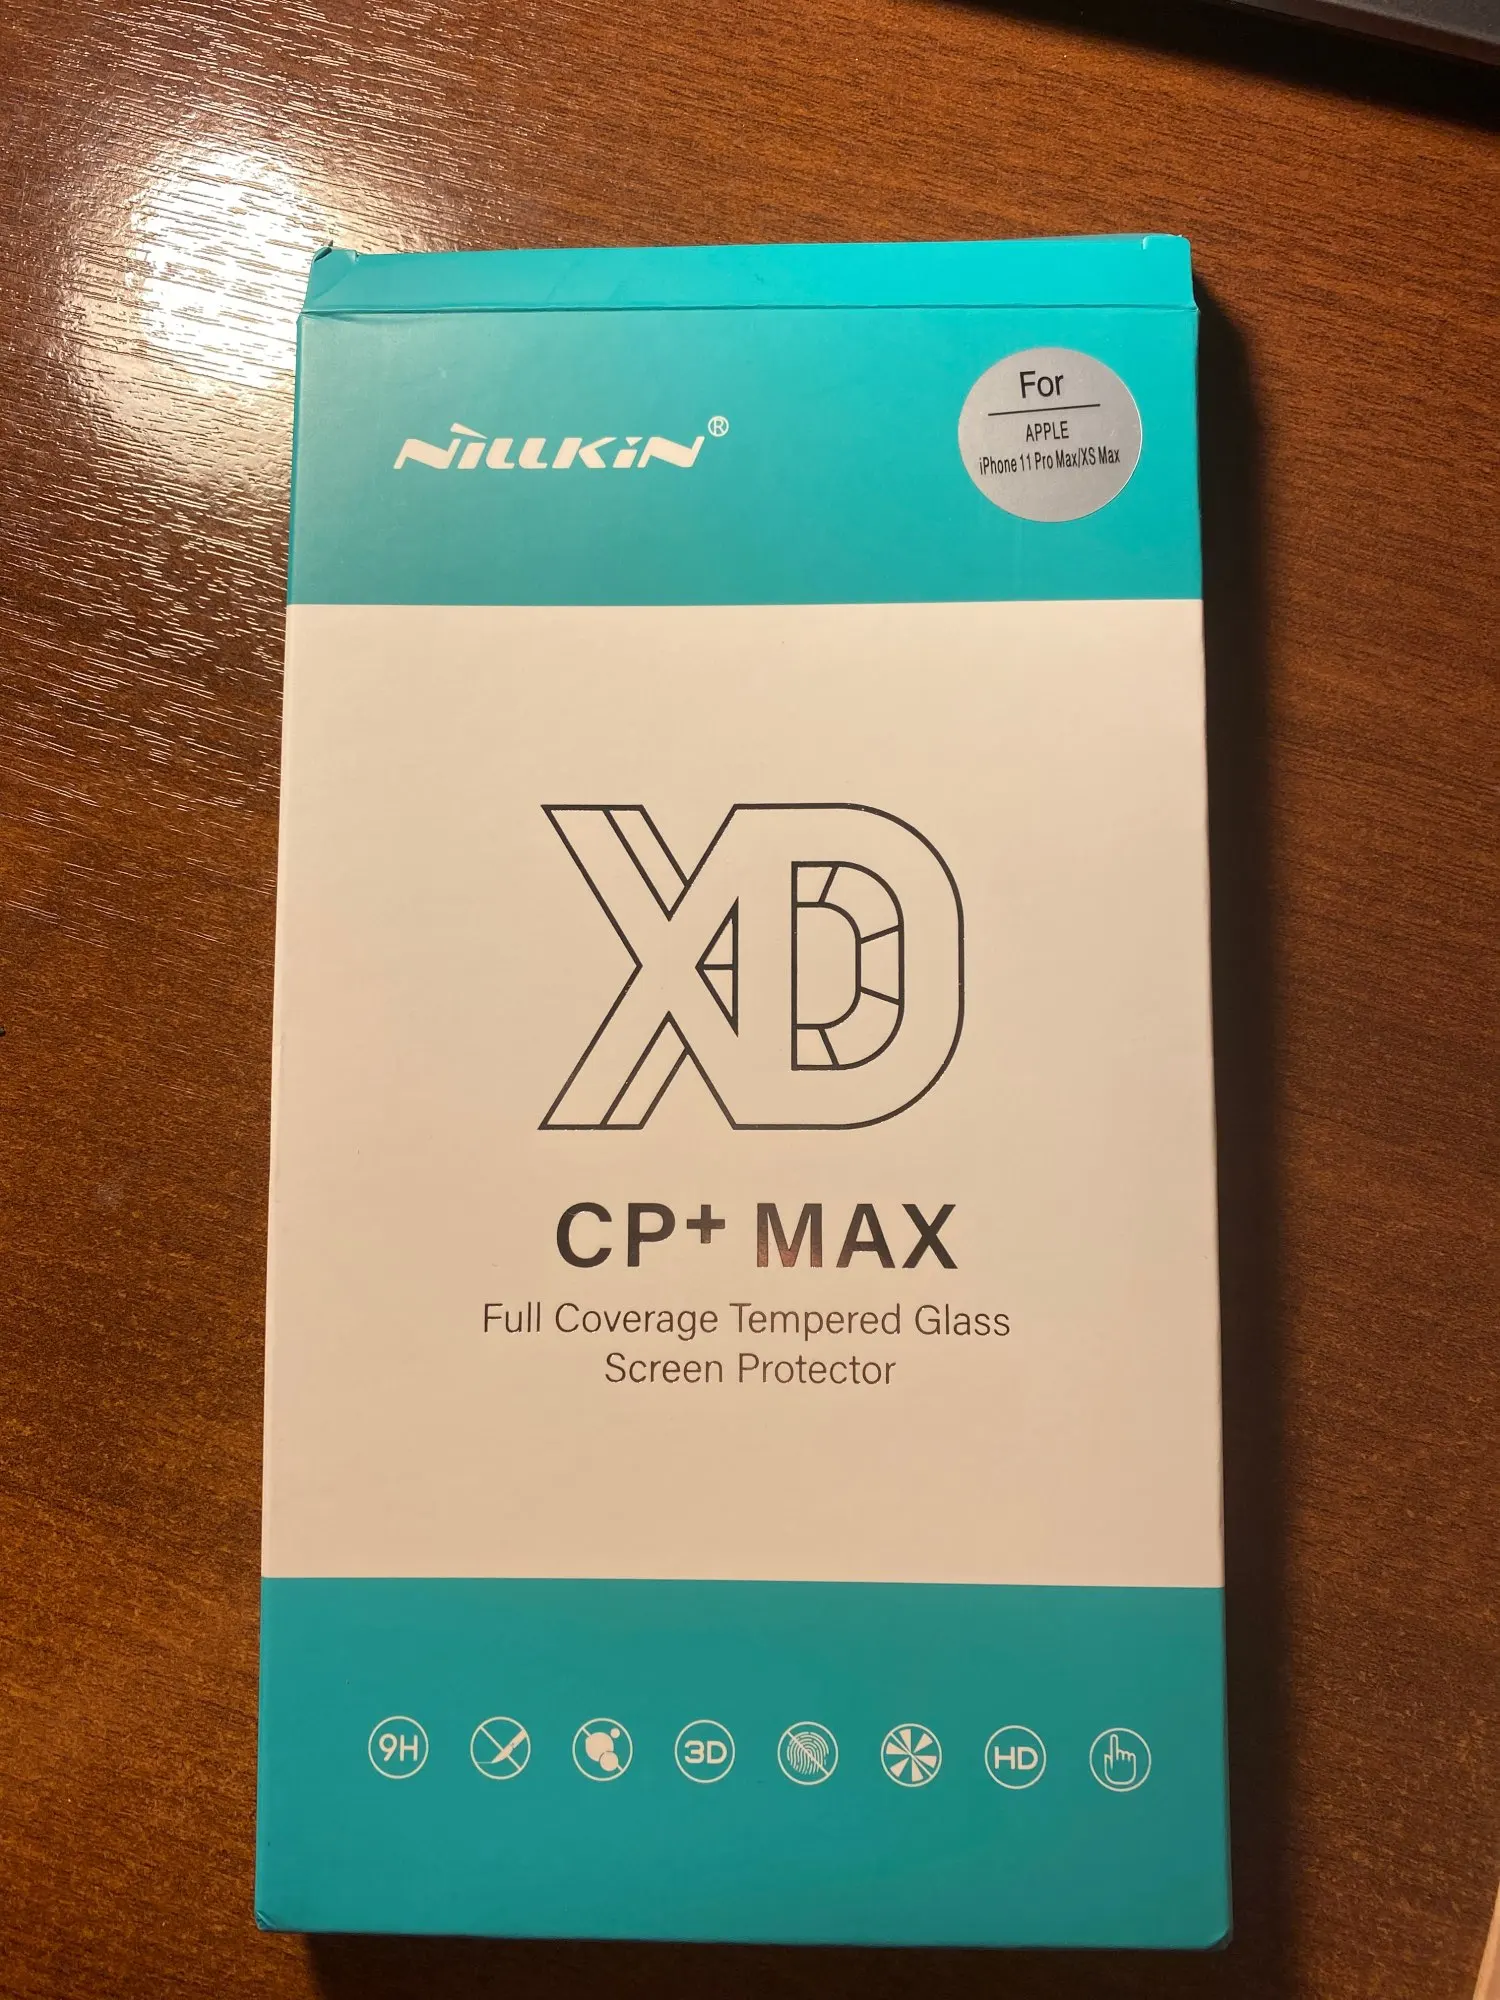 NiLLKiN®
For
APPLE
iPhone 11 Pro Max/XS Max
XD
CP+ MAX
Full Coverage Tempered Glass
Screen Protector
9H
3D
HD